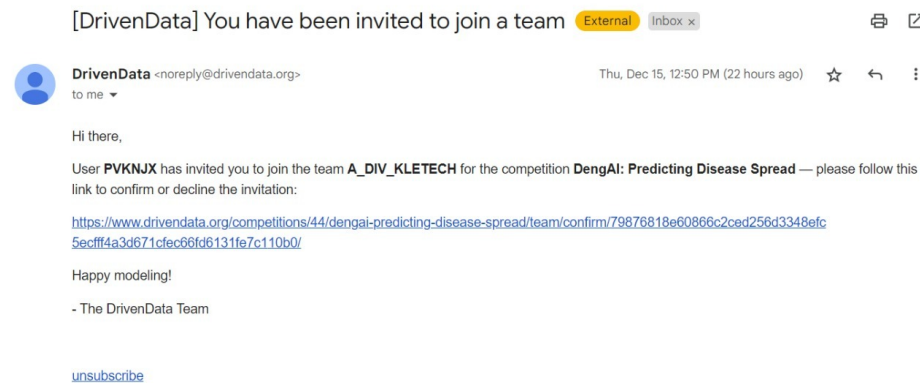 [DrivenData] You have been invited to join a team External Inbox ×
DrivenData <noreply@drivendata.org> Thu, Dec 15, 12:50 PM (22 hours ago)
to me
Hi there,
User PVKNJX has invited you to join the team A_DIV_KLETECH for the competition DengAI: Predicting Disease Spread — please follow this
link to confirm or decline the invitation:
https://www.drivendata.org/competitions/44/dengai-predicting-disease-spread/team/confirm/79876818e60866c2ced256d3348efc
5ecfff4a3d671cfec66fd6131fe7c110b0/
Happy modeling!
- The DrivenData Team
unsubscribe